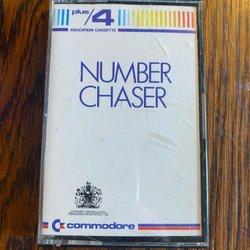 plus/4
EDUCATION CASSETTE
NUMBER
CHASER
commodore